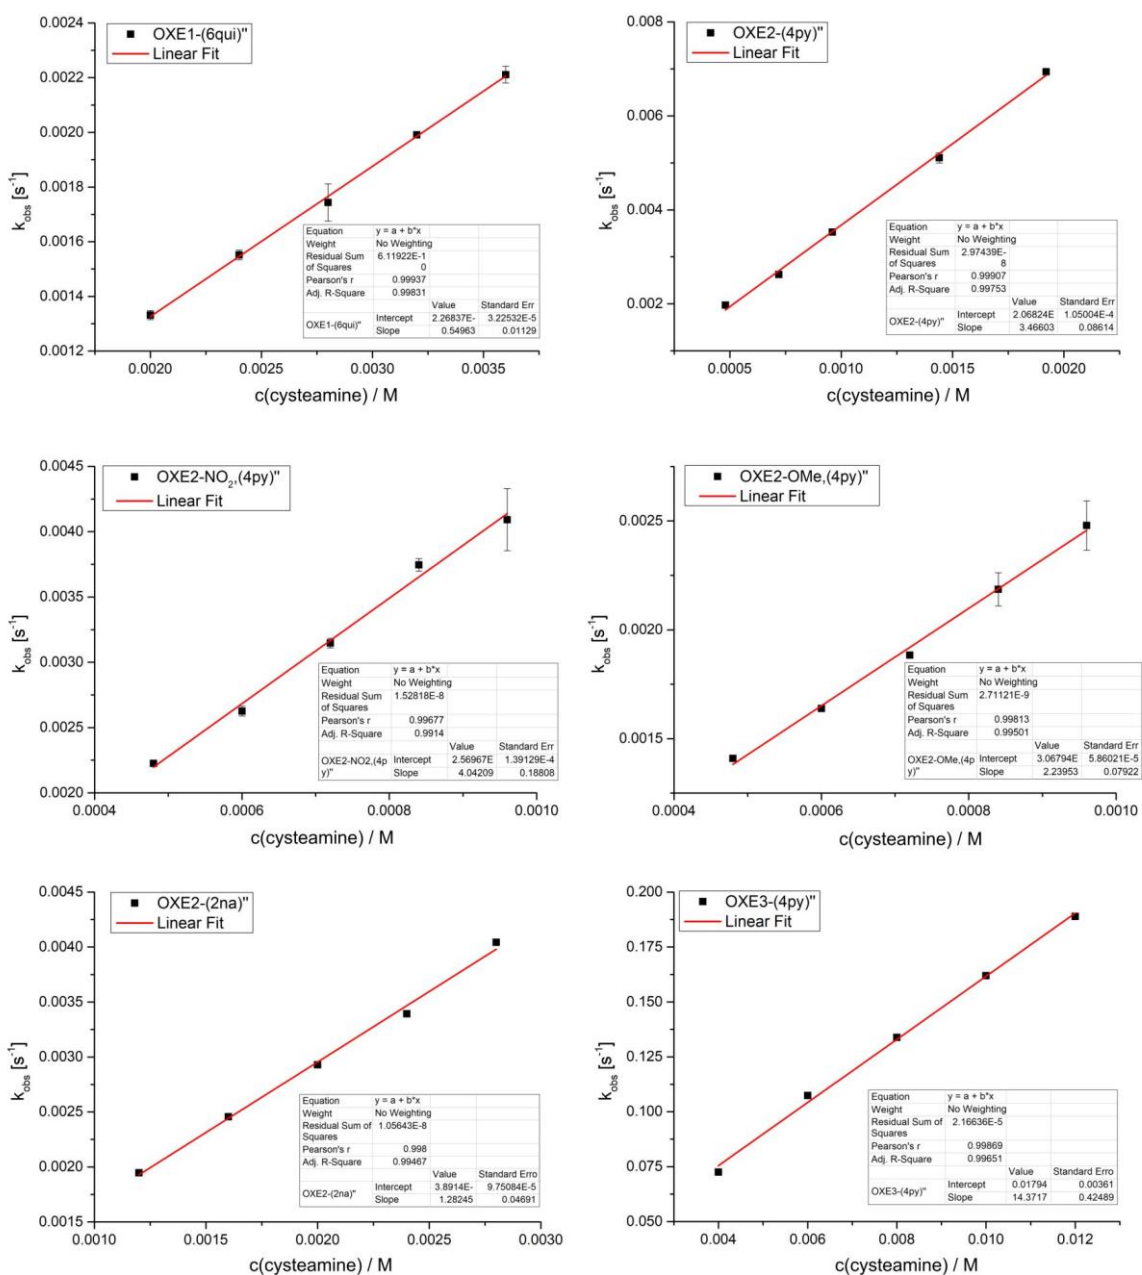 OXE1-(6qui)"
Linear Fit
0.0024
0.0022
0.0020
0.0018
0.0016
0.0014
0.0012
k_obs [s⁻¹]
Equation y = a + b*x
Weight No Weighting
Residual Sum 6.11922E-1
of Squares 0
Pearson's r 0.99937
Adj. R-Square 0.99831
Value Standard Err
OXE1-(6qui)" Intercept 2.26837E- 3.22532E-5
Slope 0.54963 0.01129
0.0020 0.0025 0.0030 0.0035
c(cysteamine) / M
OXE2-(4py)"
Linear Fit
0.008
0.006
0.004
0.002
k_obs [s⁻¹]
Equation y = a + b*x
Weight No Weighting
Residual Sum 2.97439E-
of Squares 8
Pearson's r 0.99907
Adj. R-Square 0.99753
Value Standard Err
OXE2-(4py)" Intercept 2.06824E 1.05004E-4
Slope 3.46603 0.08614
0.0005 0.0010 0.0015 0.0020
c(cysteamine) / M
OXE2-NO₂,(4py)"
Linear Fit
0.0045
0.0040
0.0035
0.0030
0.0025
0.0020
k_obs [s⁻¹]
Equation y = a + b*x
Weight No Weighting
Residual Sum 1.52818E-8
of Squares
Pearson's r 0.99677
Adj. R-Square 0.9914
Value Standard Err
OXE2-NO2,(4p Intercept 2.56967E 1.39129E-4
y)" Slope 4.04209 0.18808
0.0004 0.0006 0.0008 0.0010
c(cysteamine) / M
OXE2-OMe,(4py)"
Linear Fit
0.0025
0.0020
0.0015
k_obs [s⁻¹]
Equation y = a + b*x
Weight No Weighting
Residual Sum 2.71121E-9
of Squares
Pearson's r 0.99813
Adj. R-Square 0.99501
Value Standard Err
OXE2-OMe,(4p Intercept 3.06794E 5.86021E-5
y)" Slope 2.23953 0.07922
0.0004 0.0006 0.0008 0.0010
c(cysteamine) / M
OXE2-(2na)"
Linear Fit
0.0045
0.0040
0.0035
0.0030
0.0025
0.0020
0.0015
k_obs [s⁻¹]
Equation y = a + b*x
Weight No Weighting
Residual Sum of 1.05643E-8
Squares
Pearson's r 0.998
Adj. R-Square 0.99467
Value Standard Erro
OXE2-(2na)" Intercept 3.8914E- 9.75084E-5
Slope 1.28245 0.04691
0.0010 0.0015 0.0020 0.0025 0.0030
c(cysteamine) / M
OXE3-(4py)"
Linear Fit
0.200
0.175
0.150
0.125
0.100
0.075
0.050
k_obs [s⁻¹]
Equation y = a + b*x
Weight No Weighting
Residual Sum of 2.16636E-5
Squares
Pearson's r 0.99869
Adj. R-Square 0.99651
Value Standard Erro
OXE3-(4py)" Intercept 0.01794 0.00361
Slope 14.3717 0.42489
0.004 0.006 0.008 0.010 0.012
c(cysteamine) / M